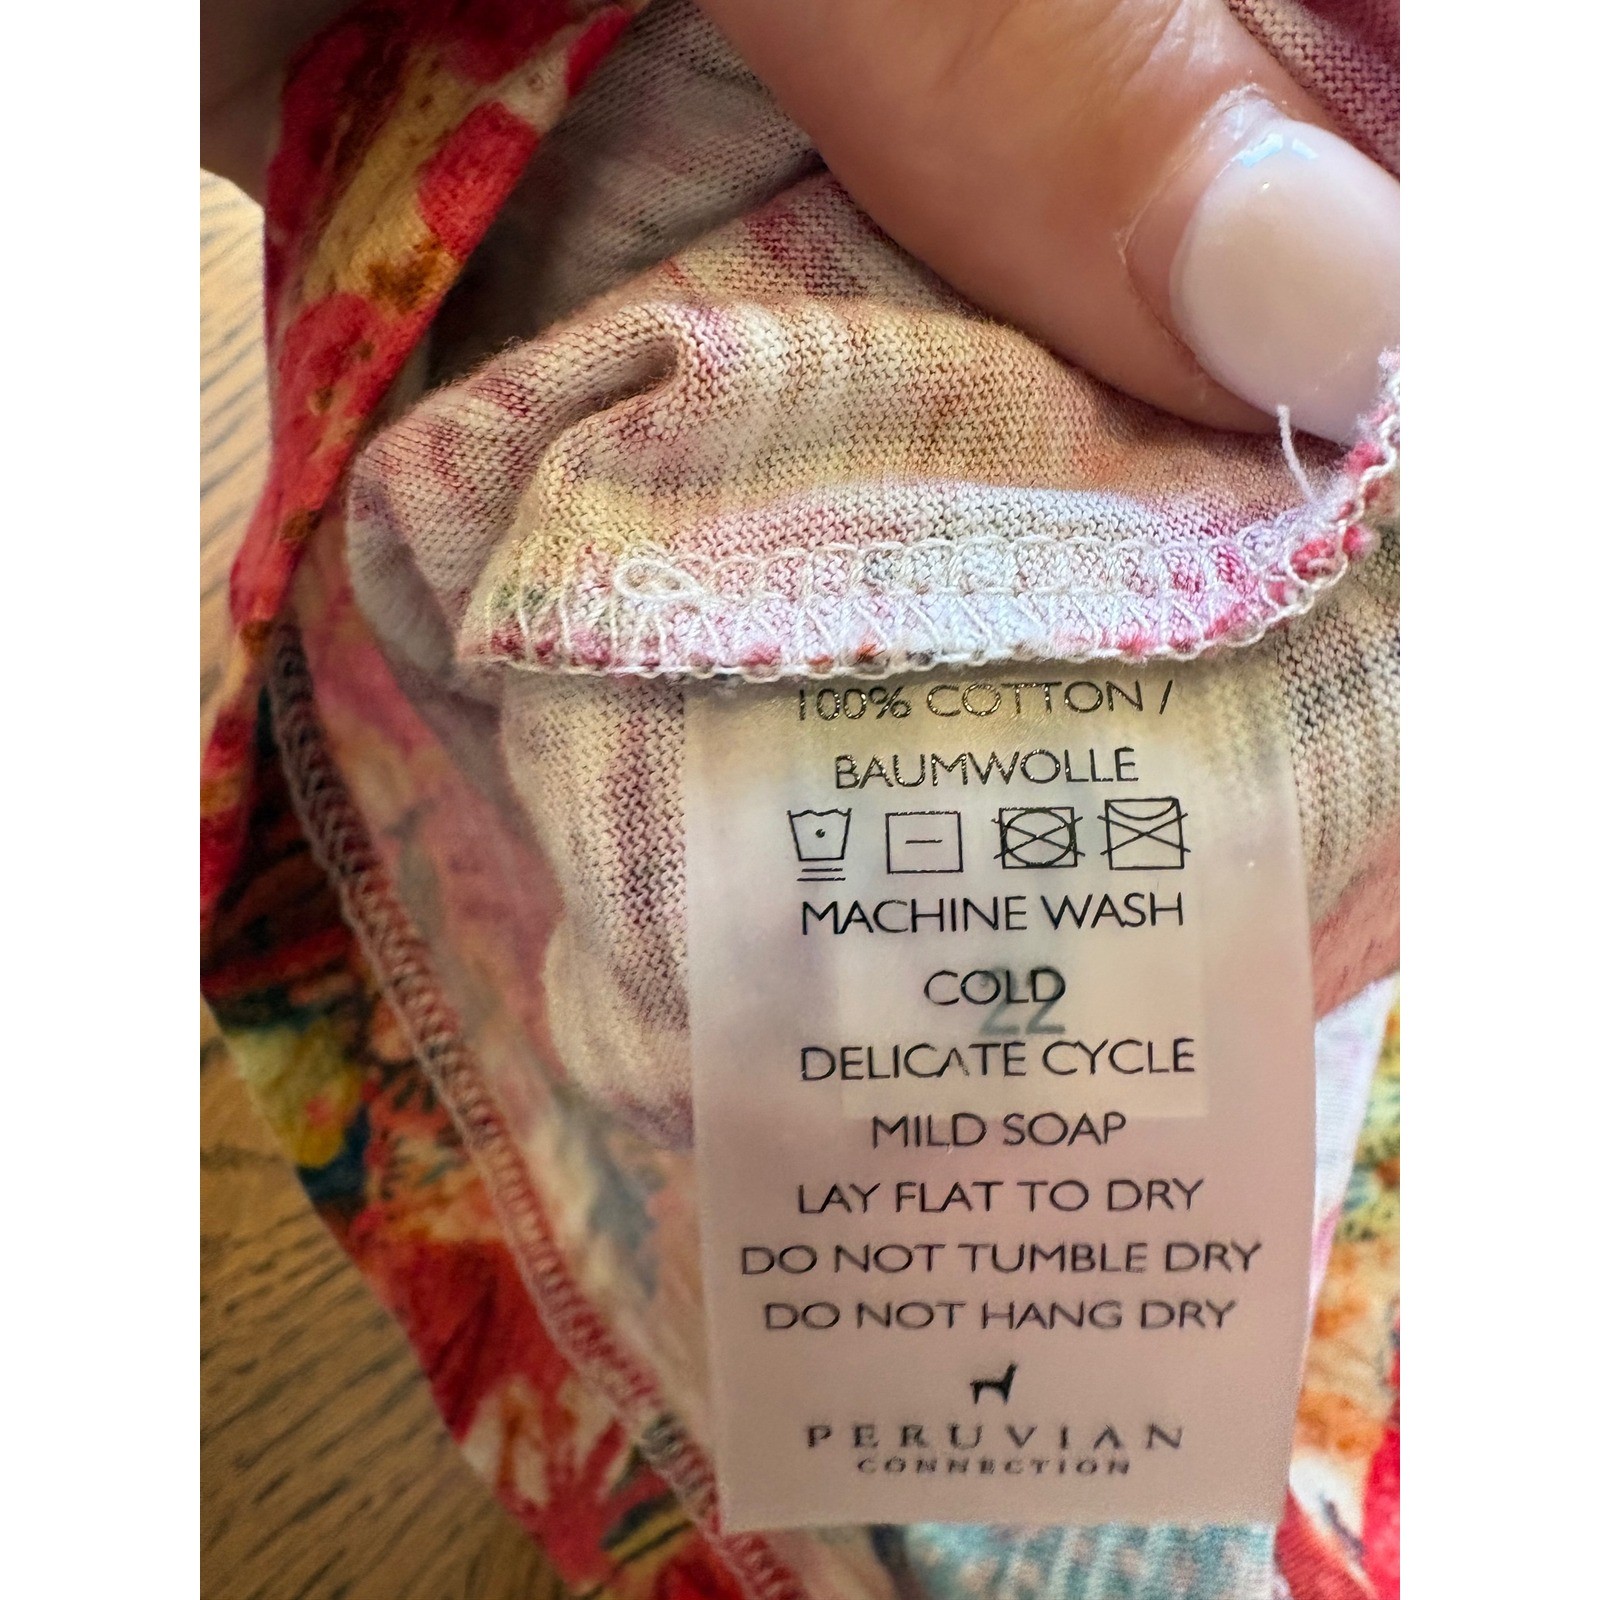 100% COTTON /
BAUMWOLLE
MACHINE WASH
COLD
22
DELICATE CYCLE
MILD SOAP
LAY FLAT TO DRY
DO NOT TUMBLE DRY
DO NOT HANG DRY
PERUVIAN
CONNECTION